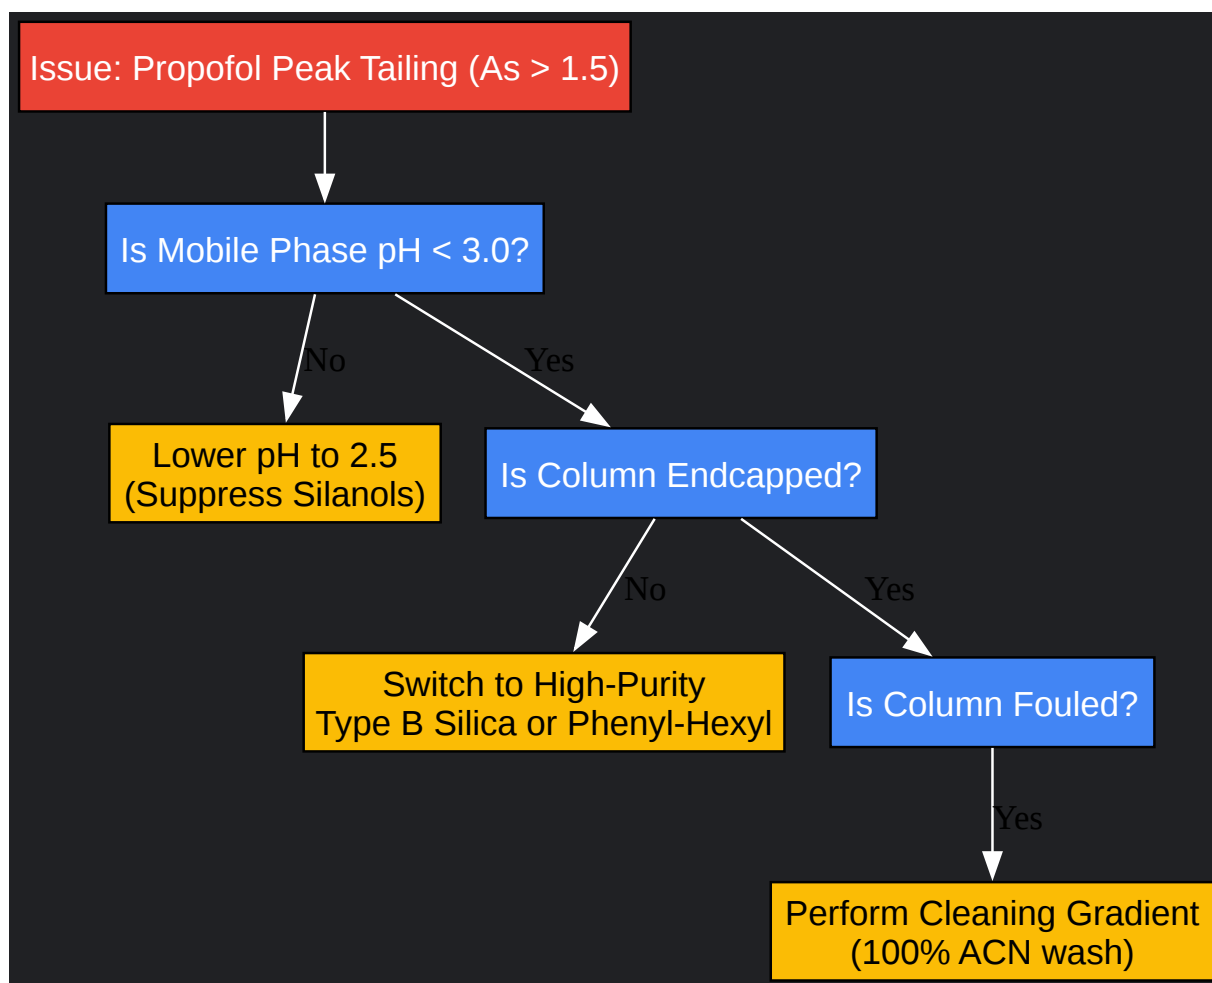 Issue: Propofol Peak Tailing (As > 1.5)
Is Mobile Phase pH < 3.0?
No
Yes
Lower pH to 2.5
(Suppress Silanols)
Is Column Endcapped?
No
Yes
Switch to High-Purity
Type B Silica or Phenyl-Hexyl
Is Column Fouled?
Yes
Perform Cleaning Gradient
(100% ACN wash)